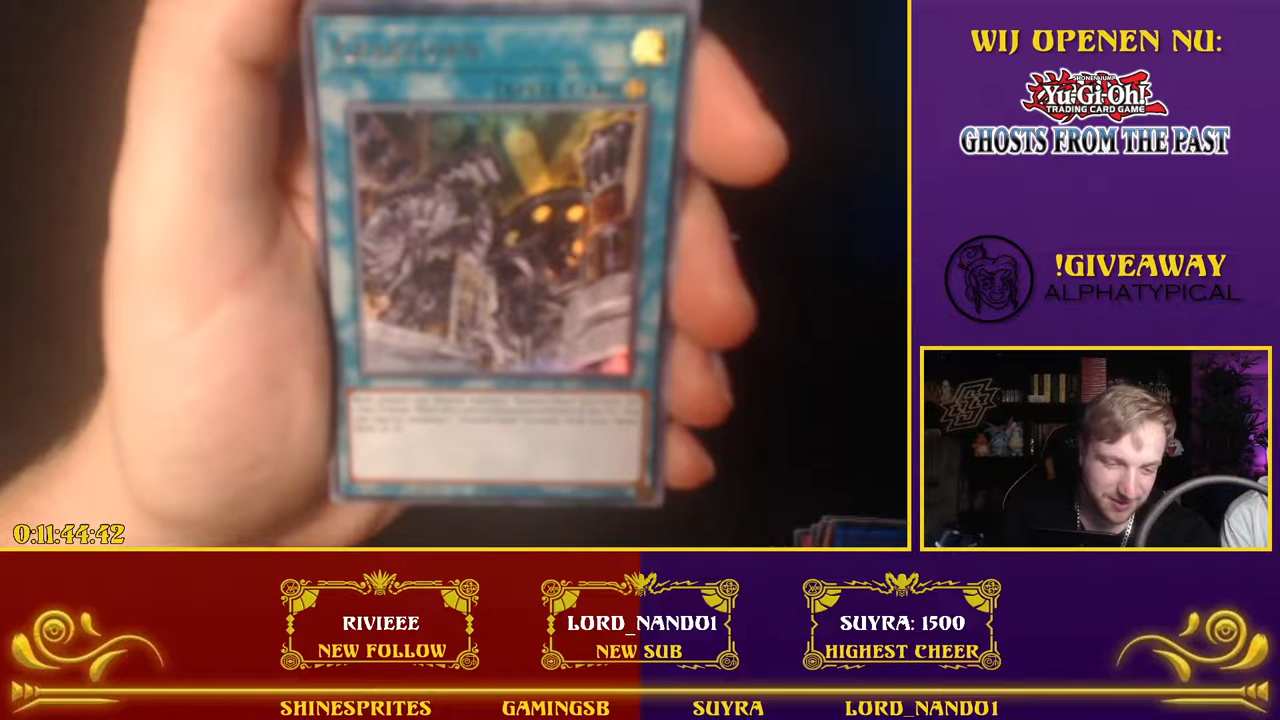 WIJ OPENEN NU:
SHONEN JUMP
Yu-Gi-Oh!
TRADING CARD GAME
GHOSTS FROM THE PAST
!GIVEAWAY
ALPHATYPICAL
0:11:44:42
RIVIEEE
NEW FOLLOW
LORD_NANDO1
NEW SUB
SUYRA: 1500
HIGHEST CHEER
SHINESPRITES GAMINGSB SUYRA LORD_NANDO1